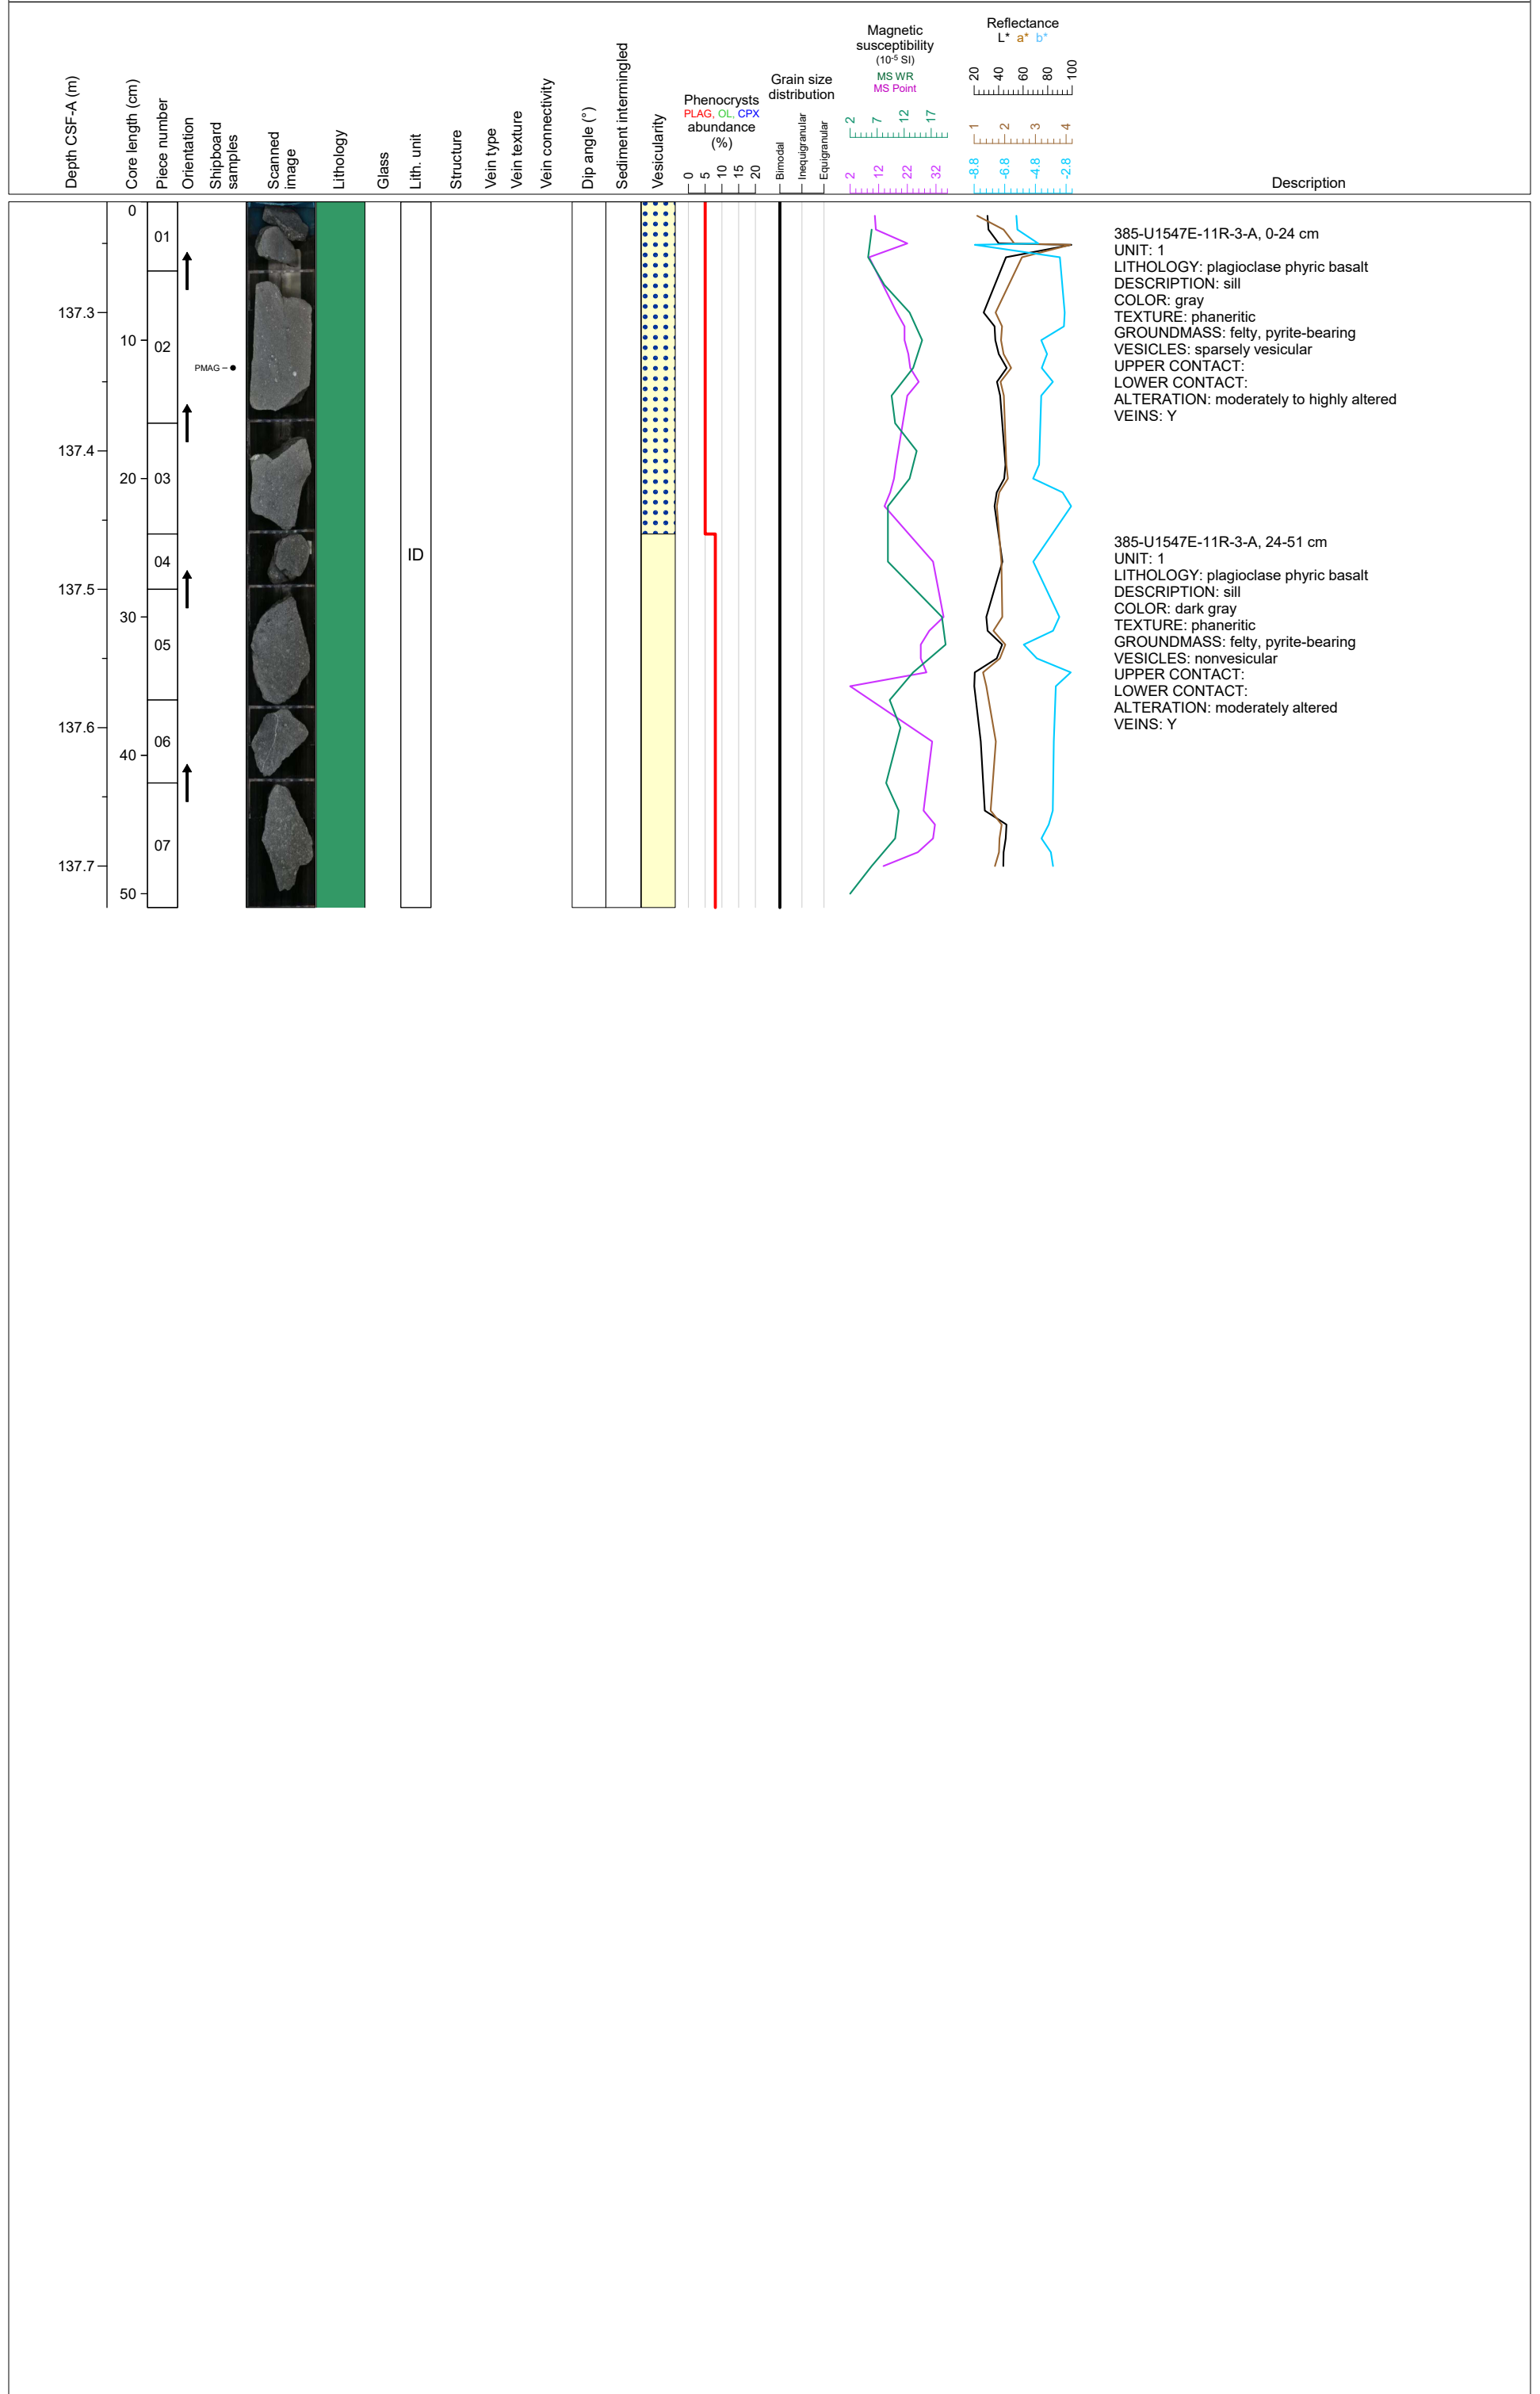 Depth CSF-A (m)
Core length (cm)
Piece number
Orientation
Shipboard
samples
Scanned
image
Lithology
Glass
Lith. unit
Structure
Vein type
Vein texture
Vein connectivity
Dip angle (°)
Sediment intermingled
Vesicularity
Phenocrysts
PLAG, OL, CPX
abundance
(%)
0 5 10 15 20
Grain size
distribution
Bimodal
Inequigranular
Equigranular
Magnetic
susceptibility
(10-5 SI)
MS WR
MS Point
2 7 12 17
2 12 22 32
Reflectance
L* a* b*
20 40 60 80 100
1 2 3 4
-8.8 -6.8 -4.8 -2.8
Description
0
01
137.3
10
02
PMAG
137.4
20
03
04
ID
137.5
30
05
137.6
06
40
07
137.7
50
385-U1547E-11R-3-A, 0-24 cm
UNIT: 1
LITHOLOGY: plagioclase phyric basalt
DESCRIPTION: sill
COLOR: gray
TEXTURE: phaneritic
GROUNDMASS: felty, pyrite-bearing
VESICLES: sparsely vesicular
UPPER CONTACT:
LOWER CONTACT:
ALTERATION: moderately to highly altered
VEINS: Y
385-U1547E-11R-3-A, 24-51 cm
UNIT: 1
LITHOLOGY: plagioclase phyric basalt
DESCRIPTION: sill
COLOR: dark gray
TEXTURE: phaneritic
GROUNDMASS: felty, pyrite-bearing
VESICLES: nonvesicular
UPPER CONTACT:
LOWER CONTACT:
ALTERATION: moderately altered
VEINS: Y